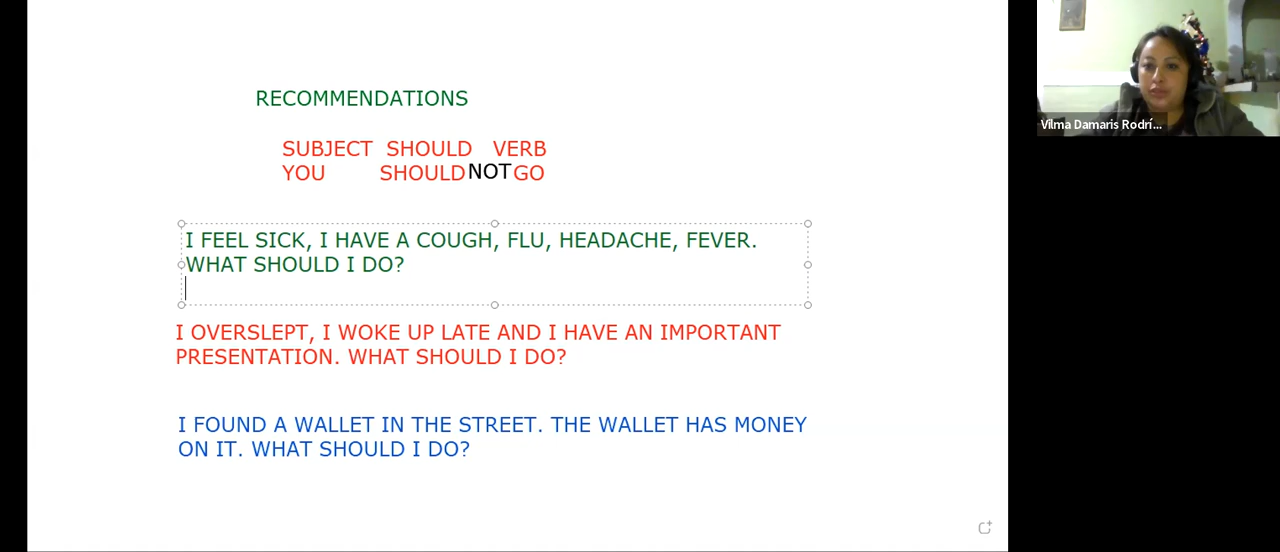 RECOMMENDATIONS
SUBJECT SHOULD VERB
YOU SHOULD NOT GO
I FEEL SICK, I HAVE A COUGH, FLU, HEADACHE, FEVER.
WHAT SHOULD I DO?
I OVERSLEPT, I WOKE UP LATE AND I HAVE AN IMPORTANT
PRESENTATION. WHAT SHOULD I DO?
I FOUND A WALLET IN THE STREET. THE WALLET HAS MONEY
ON IT. WHAT SHOULD I DO?
Vilma Damaris Rodrí...